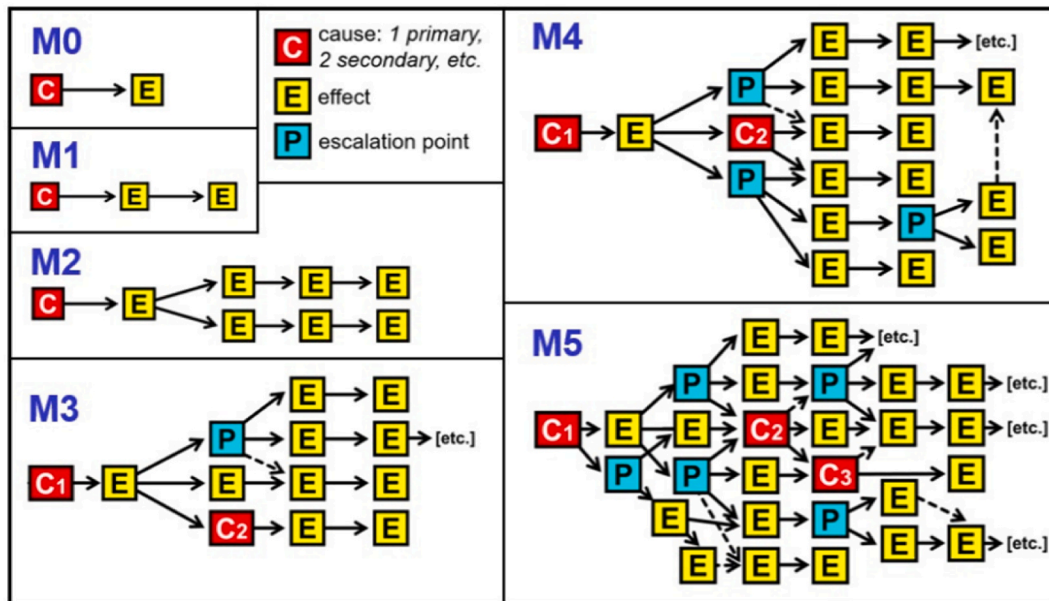 M0
C E
M1
C E E
C cause: 1 primary,
2 secondary, etc.
E effect
P escalation point
M2
E E E
C E
E E E
M3
E E
P E E [etc.]
C1 E E E E
C2 E E
M4
E E [etc.]
P E E E
C1 E C2 E E
P E E
E P E
E
E E
M5
E E [etc.]
P E P E E [etc.]
C1 E E C2 E E E [etc.]
P P E C3 E
E E P E
E E [etc.]
E E E